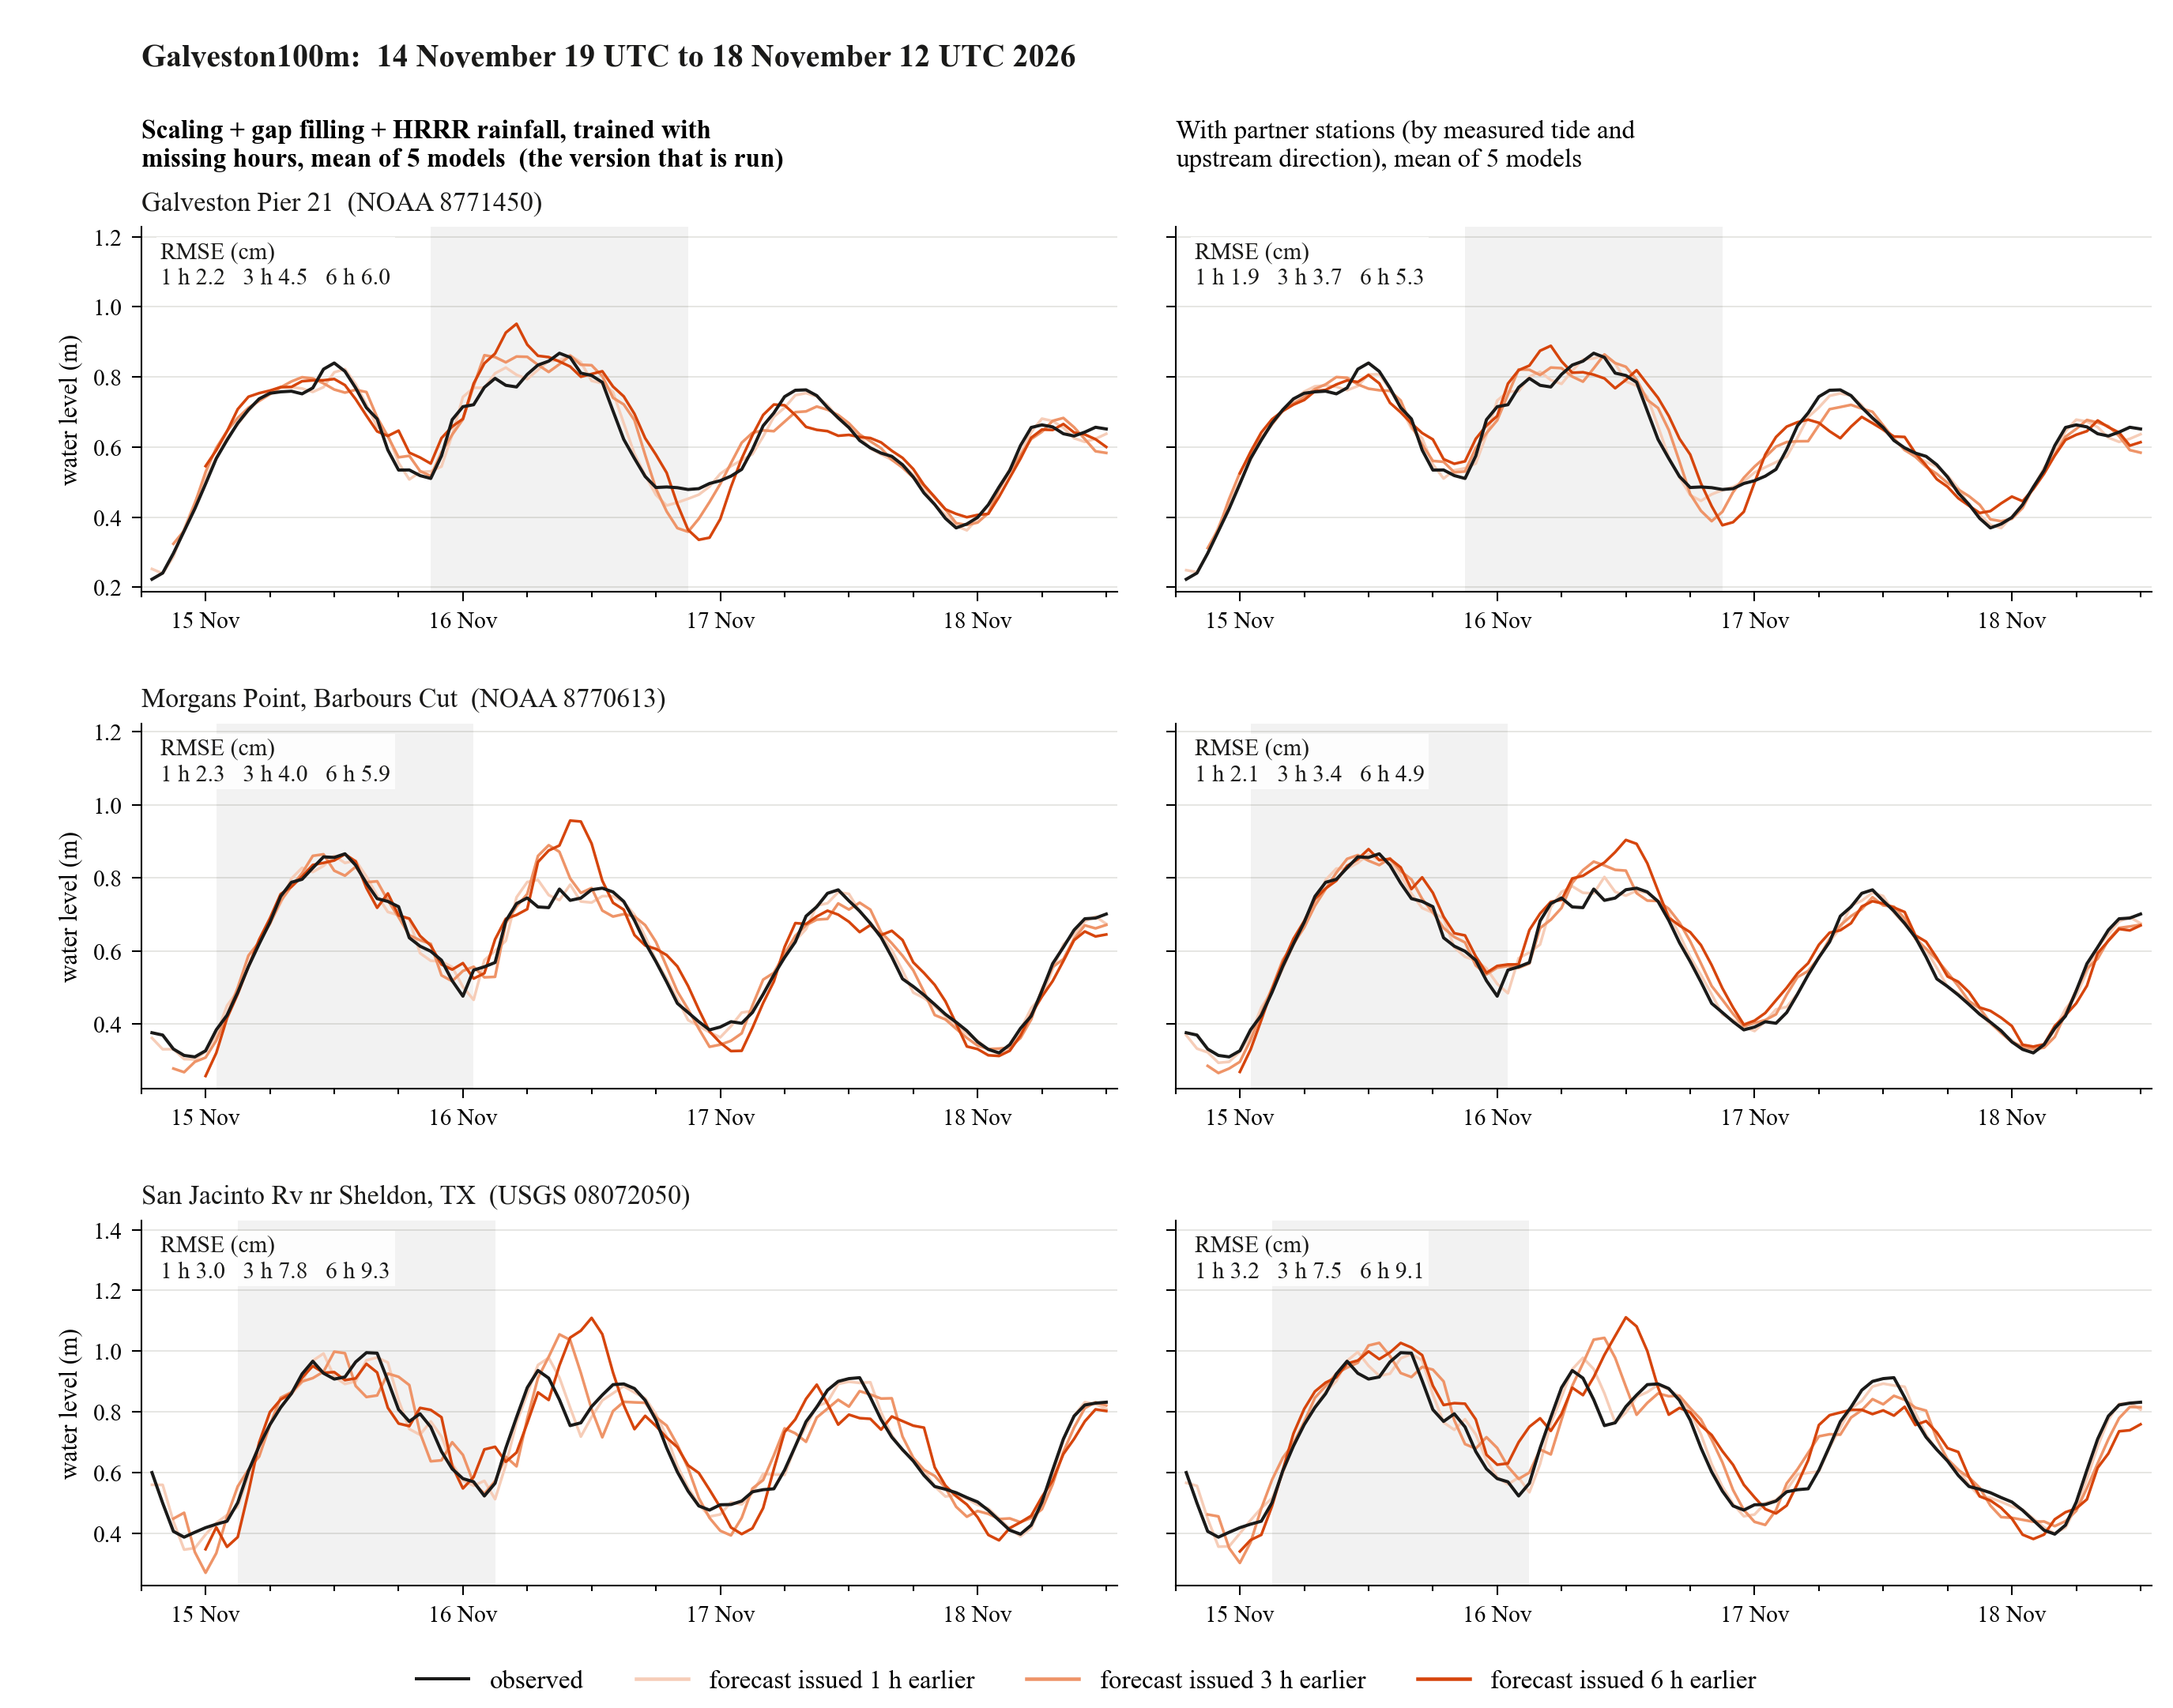 Galveston100m:  14 November 19 UTC to 18 November 12 UTC 2026
Scaling + gap filling + HRRR rainfall, trained with
missing hours, mean of 5 models  (the version that is run)
With partner stations (by measured tide and
upstream direction), mean of 5 models
Galveston Pier 21  (NOAA 8771450)
water level (m)
1.2
1.0
0.8
0.6
0.4
0.2
RMSE (cm)
1 h 2.2   3 h 4.5   6 h 6.0
15 Nov   16 Nov   17 Nov   18 Nov
RMSE (cm)
1 h 1.9   3 h 3.7   6 h 5.3
15 Nov   16 Nov   17 Nov   18 Nov
Morgans Point, Barbours Cut  (NOAA 8770613)
water level (m)
1.2
1.0
0.8
0.6
0.4
RMSE (cm)
1 h 2.3   3 h 4.0   6 h 5.9
15 Nov   16 Nov   17 Nov   18 Nov
RMSE (cm)
1 h 2.1   3 h 3.4   6 h 4.9
15 Nov   16 Nov   17 Nov   18 Nov
San Jacinto Rv nr Sheldon, TX  (USGS 08072050)
water level (m)
1.4
1.2
1.0
0.8
0.6
0.4
RMSE (cm)
1 h 3.0   3 h 7.8   6 h 9.3
15 Nov   16 Nov   17 Nov   18 Nov
RMSE (cm)
1 h 3.2   3 h 7.5   6 h 9.1
15 Nov   16 Nov   17 Nov   18 Nov
observed   forecast issued 1 h earlier   forecast issued 3 h earlier   forecast issued 6 h earlier